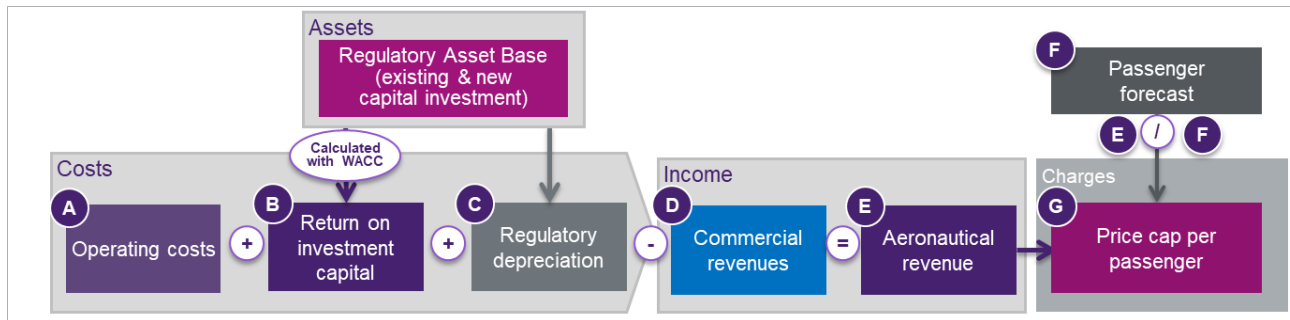 Assets
Regulatory Asset Base
(existing & new
capital investment)
F
Passenger
forecast
Calculated
with WACC
E
/
F
Costs
Income
Charges
A
Operating costs
+
B
Return on
investment
capital
+
C
Regulatory
depreciation
-
D
Commercial
revenues
=
E
Aeronautical
revenue
G
Price cap per
passenger